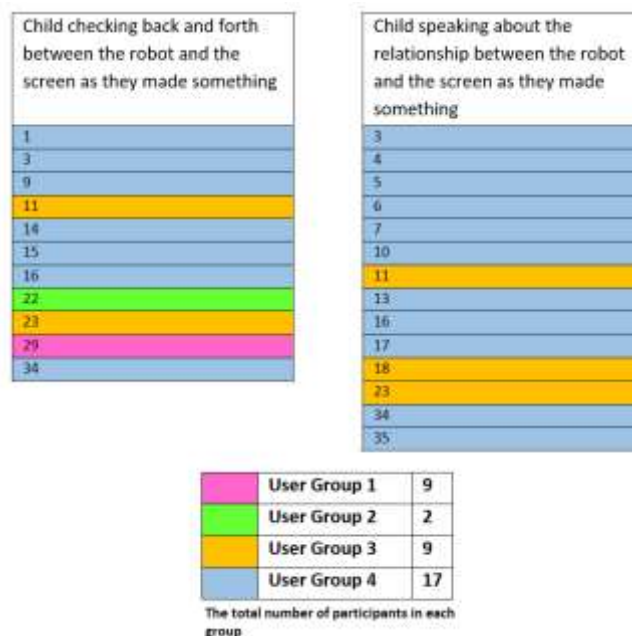 Child checking back and forth
between the robot and the
screen as they made something
1
3
9
11
14
15
16
22
23
29
34
Child speaking about the
relationship between the robot
and the screen as they made
something
3
4
5
6
7
10
11
13
16
17
18
23
34
35
User Group 1 9
User Group 2 2
User Group 3 9
User Group 4 17
The total number of participants in each
group